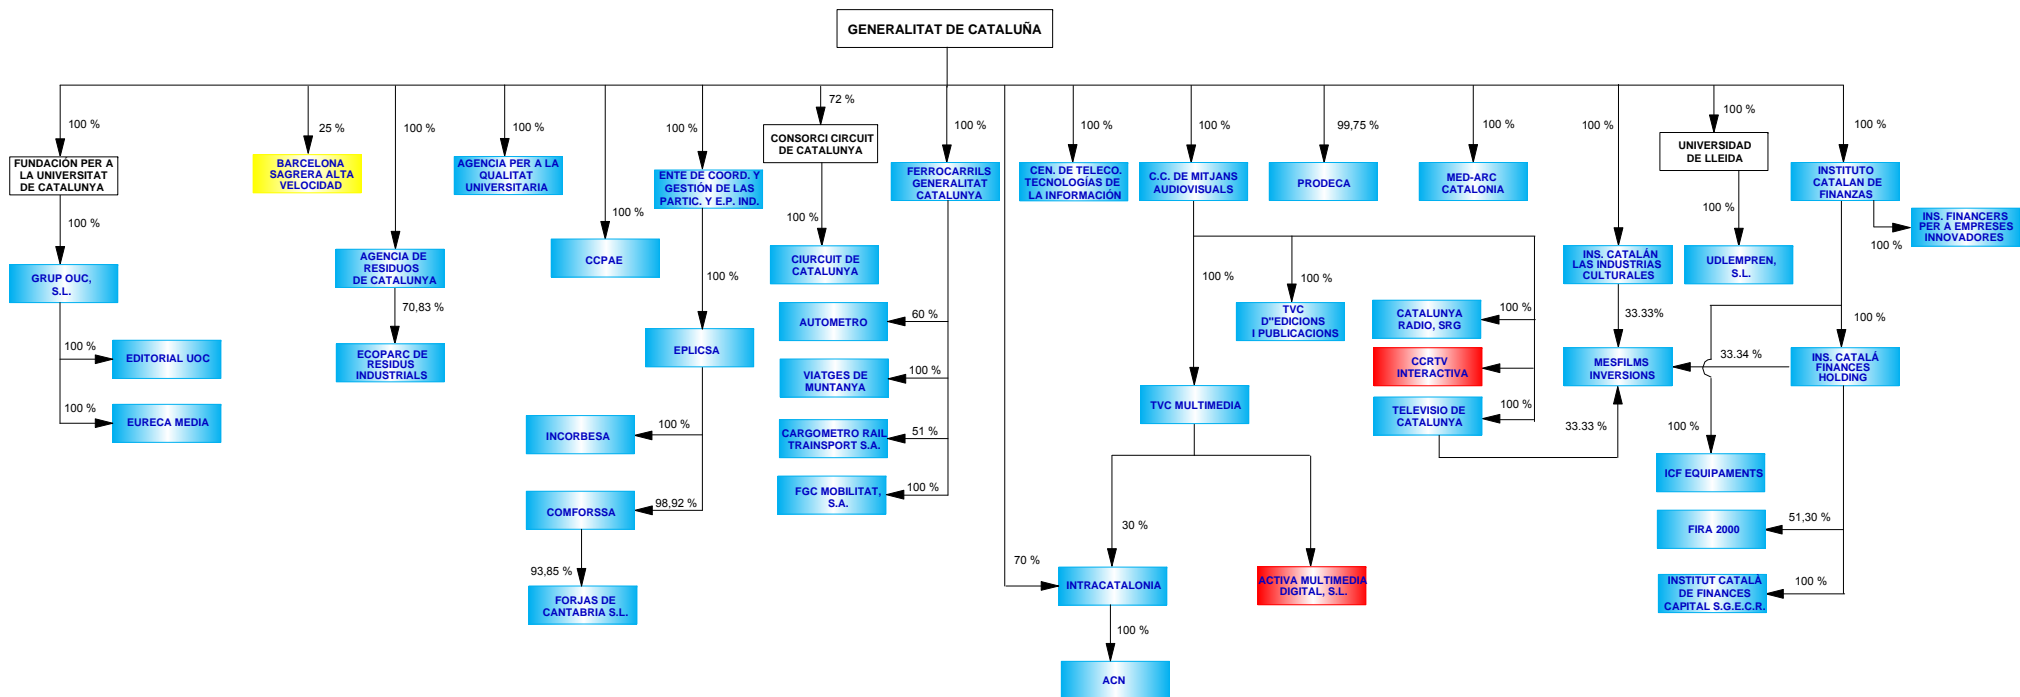 GENERALITAT DE CATALUÑA
72 %
100 %
25 %
100 %
100 %
100 %
100 %
100 %
100 %
100 %
99,75 %
100 %
100 %
100 %
100 %
FUNDACIÓN PER A
LA UNIVERSITAT
DE CATALUNYA
BARCELONA
SAGRERA ALTA
VELOCIDAD
AGENCIA PER A LA
QUALITAT
UNIVERSITARIA
ENTE DE COORD. Y
GESTIÓN DE LAS
PARTIC. Y E.P. IND.
CONSORCI CIRCUIT
DE CATALUNYA
FERROCARRILS
GENERALITAT
CATALUNYA
CEN. DE TELECO.
TECNOLOGÍAS DE
LA INFORMACIÓN
C.C. DE MITJANS
AUDIOVISUALS
PRODECA
MED-ARC
CATALONIA
UNIVERSIDAD
DE LLEIDA
INSTITUTO
CATALAN DE
FINANZAS
100 %
100 %
100 %
100 %
100 %
INS. FINANCERS
PER A EMPRESES
INNOVADORES
GRUP OUC,
S.L.
AGENCIA DE
RESIDUOS
DE CATALUNYA
CCPAE
CIURCUIT DE
CATALUNYA
INS. CATALÁN
LAS INDUSTRIAS
CULTURALES
UDLEMPREN,
S.L.
70,83 %
100 %
100 %
100 %
TVC
D"EDICIONS
I PUBLICACIONS
CATALUNYA
RADIO, SRG
100 %
33.33%
100 %
AUTOMETRO
60 %
EPLICSA
100 %
EDITORIAL UOC
ECOPARC DE
RESIDUS
INDUSTRIALS
VIATGES DE
MUNTANYA
100 %
CCRTV
INTERACTIVA
MESFILMS
INVERSIONS
33.34 %
INS. CATALÁ
FINANCES
HOLDING
100 %
EURECA MEDIA
TVC MULTIMEDIA
TELEVISIO DE
CATALUNYA
100 %
33.33 %
100 %
INCORBESA
100 %
CARGOMETRO RAIL
TRANSPORT S.A.
51 %
ICF EQUIPAMENTS
FGC MOBILITAT,
S.A.
100 %
COMFORSSA
98,92 %
30 %
FIRA 2000
51,30 %
93,85 %
70 %
INTRACATALONIA
ACTIVA MULTIMEDIA
DIGITAL, S.L.
INSTITUT CATALÀ
DE FINANCES
CAPITAL S.G.E.C.R.
100 %
FORJAS DE
CANTABRIA S.L.
100 %
ACN